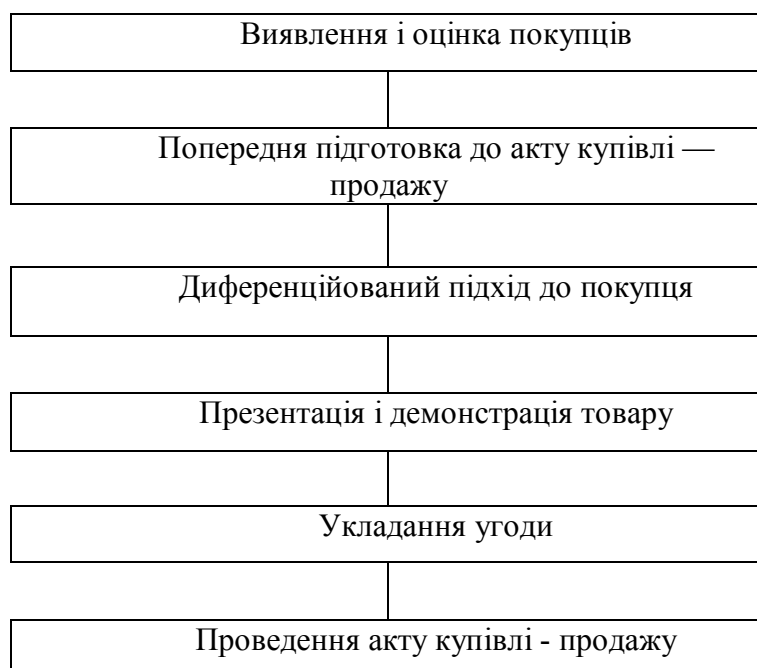 Виявлення і оцінка покупців
Попередня підготовка до акту купівлі —
продажу
Диференційований підхід до покупця
Презентація і демонстрація товару
Укладання угоди
Проведення акту купівлі - продажу